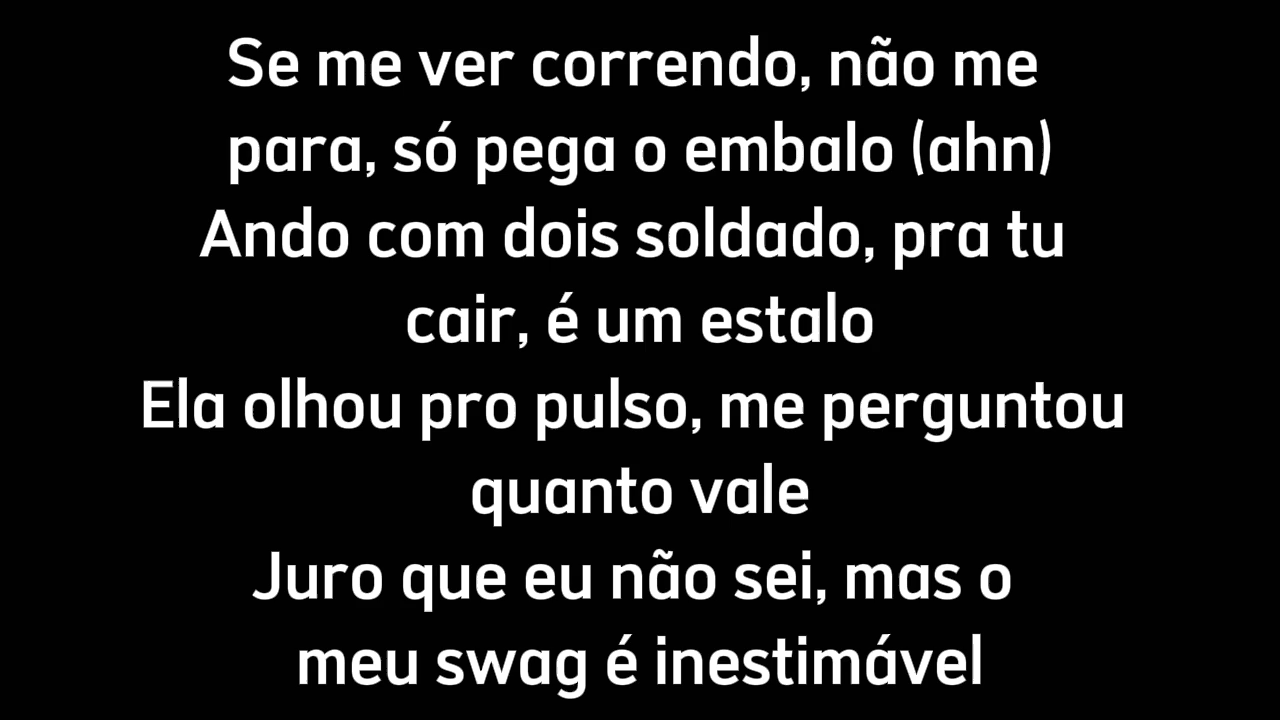 Se me ver correndo, não me
para, só pega o embalo (ahn)
Ando com dois soldado, pra tu
cair, é um estalo
Ela olhou pro pulso, me perguntou
quanto vale
Juro que eu não sei, mas o
meu swag é inestimável